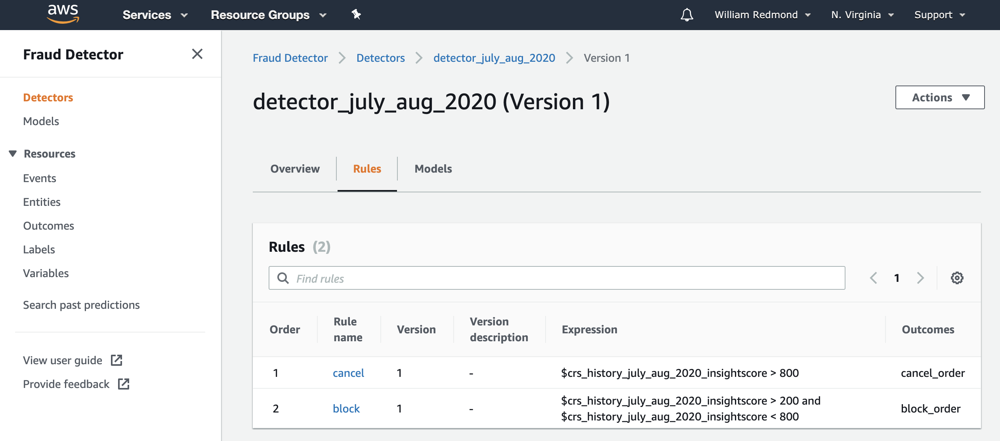 aws Services Resource Groups William Redmond N. Virginia Support
Fraud Detector
Detectors
Models
Resources
Events
Entities
Outcomes
Labels
Variables
Search past predictions
View user guide
Provide feedback
Fraud Detector Detectors detector_july_aug_2020 Version 1
detector_july_aug_2020 (Version 1)
Actions
Overview Rules Models
Rules (2)
Find rules
1
Order Rule name Version Version description Expression Outcomes
1 cancel 1 - $crs_history_july_aug_2020_insightscore > 800 cancel_order
2 block 1 - $crs_history_july_aug_2020_insightscore > 200 and
$crs_history_july_aug_2020_insightscore < 800 block_order